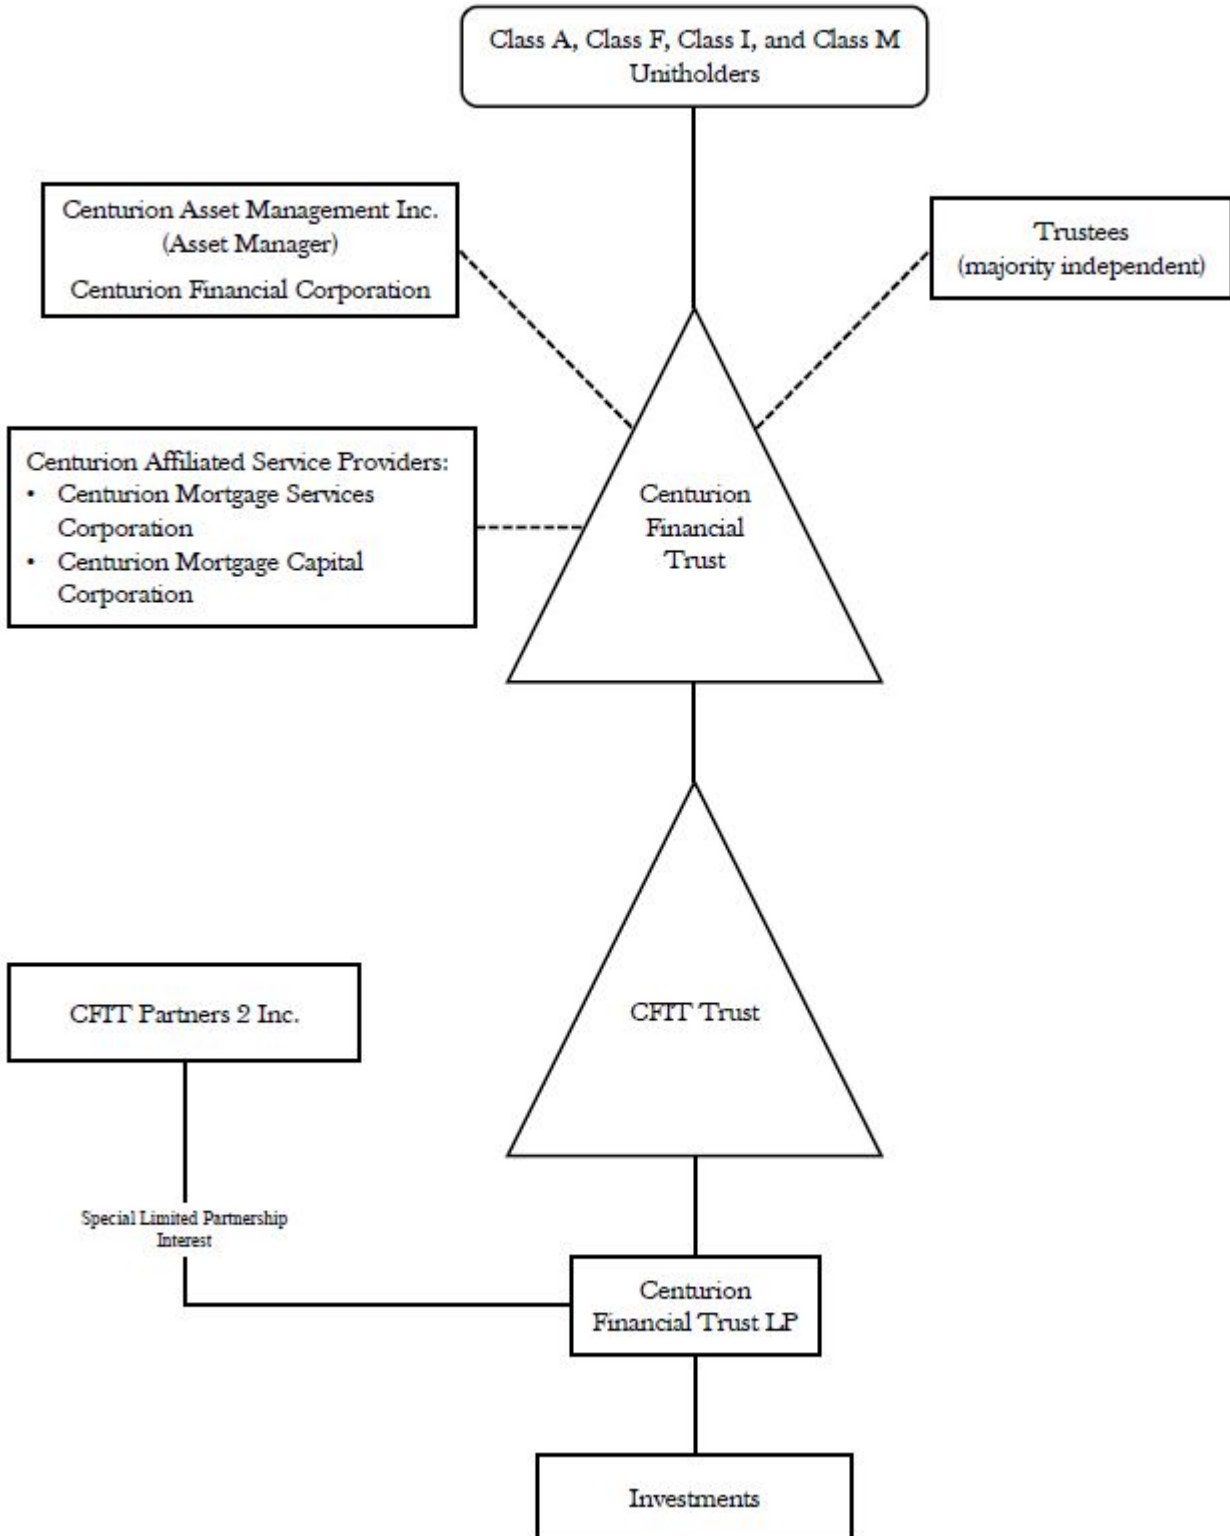 Class A, Class F, Class I, and Class M
Unitholders
Centurion Asset Management Inc.
(Asset Manager)
Centurion Financial Corporation
Trustees
(majority independent)
Centurion Affiliated Service Providers:
• Centurion Mortgage Services
Corporation
• Centurion Mortgage Capital
Corporation
Centurion
Financial
Trust
CFIT Partners 2 Inc.
CFIT Trust
Special Limited Partnership
Interest
Centurion
Financial Trust LP
Investments